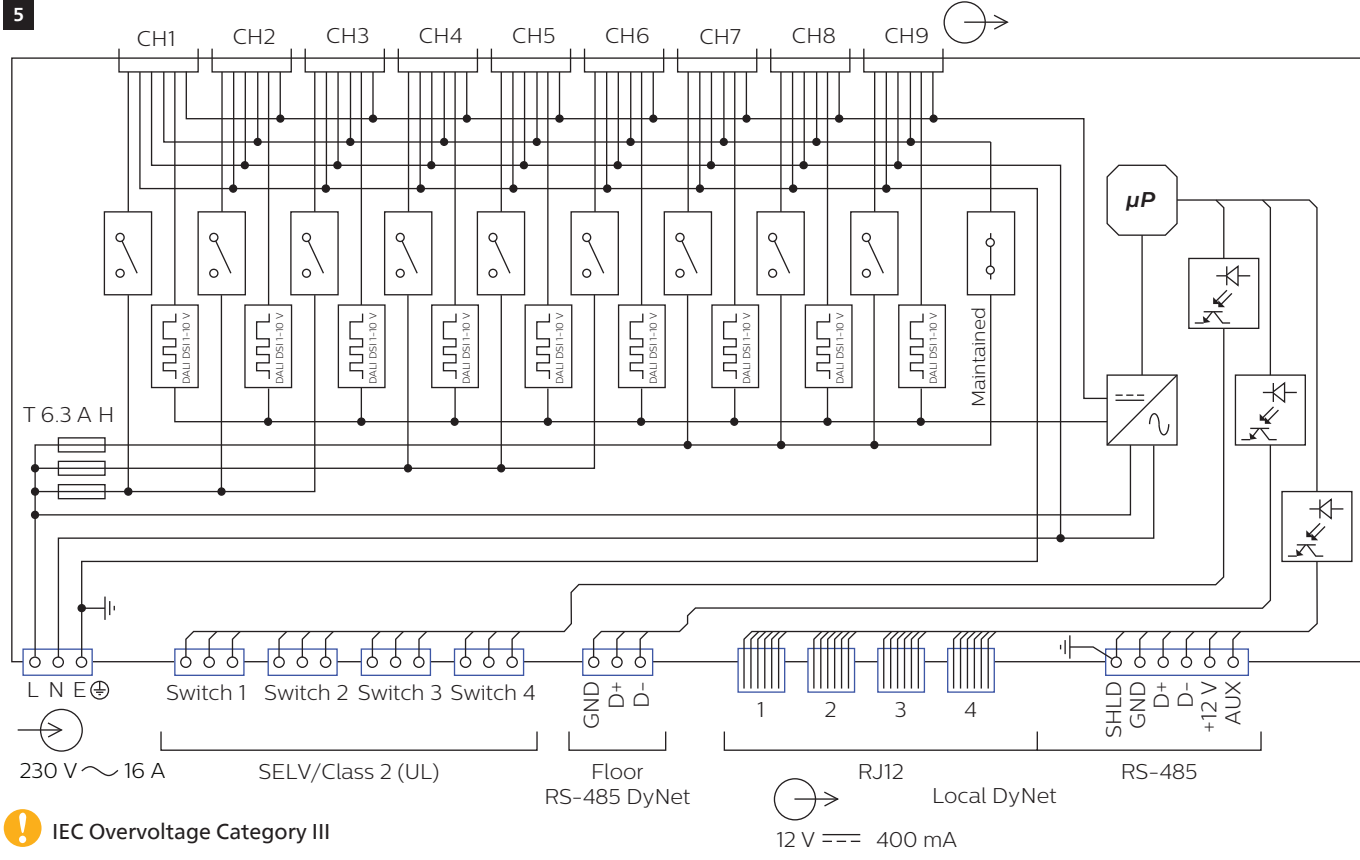 5
CH1 CH2 CH3 CH4 CH5 CH6 CH7 CH8 CH9
µP
DALI DSI 1-10 V DALI DSI 1-10 V DALI DSI 1-10 V DALI DSI 1-10 V DALI DSI 1-10 V DALI DSI 1-10 V DALI DSI 1-10 V DALI DSI 1-10 V DALI DSI 1-10 V
Maintained
T 6.3 A H
L N E
Switch 1 Switch 2 Switch 3 Switch 4
GND D+ D-
1 2 3 4
SHLD GND D+ D- +12 V AUX
230 V ~ 16 A
SELV/Class 2 (UL)
Floor
RS-485 DyNet
RJ12
RS-485
Local DyNet
12 V ⎓ 400 mA
! IEC Overvoltage Category III